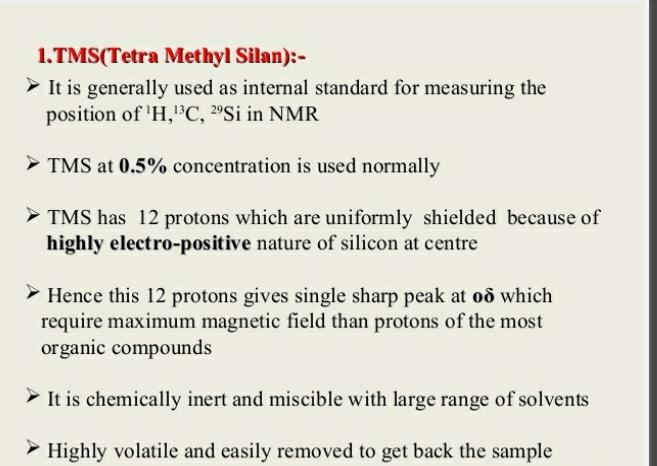 1.TMS(Tetra Methyl Silan):-
➤ It is generally used as internal standard for measuring the
position of ¹H,¹³C, ²⁹Si in NMR
➤ TMS at 0.5% concentration is used normally
➤ TMS has 12 protons which are uniformly shielded because of
highly electro-positive nature of silicon at centre
➤ Hence this 12 protons gives single sharp peak at oδ which
require maximum magnetic field than protons of the most
organic compounds
➤ It is chemically inert and miscible with large range of solvents
➤ Highly volatile and easily removed to get back the sample